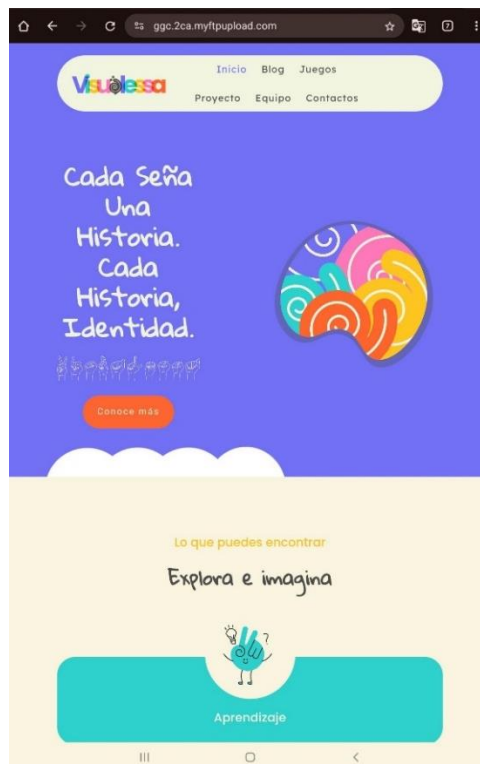 ggc.2ca.myftpupload.com
7
Visualessa
Inicio Blog Juegos
Proyecto Equipo Contactos
Cada Seña
Una
Historia.
Cada
Historia,
Identidad.
Conoce más
Lo que puedes encontrar
Explora e imagina
?
Aprendizaje